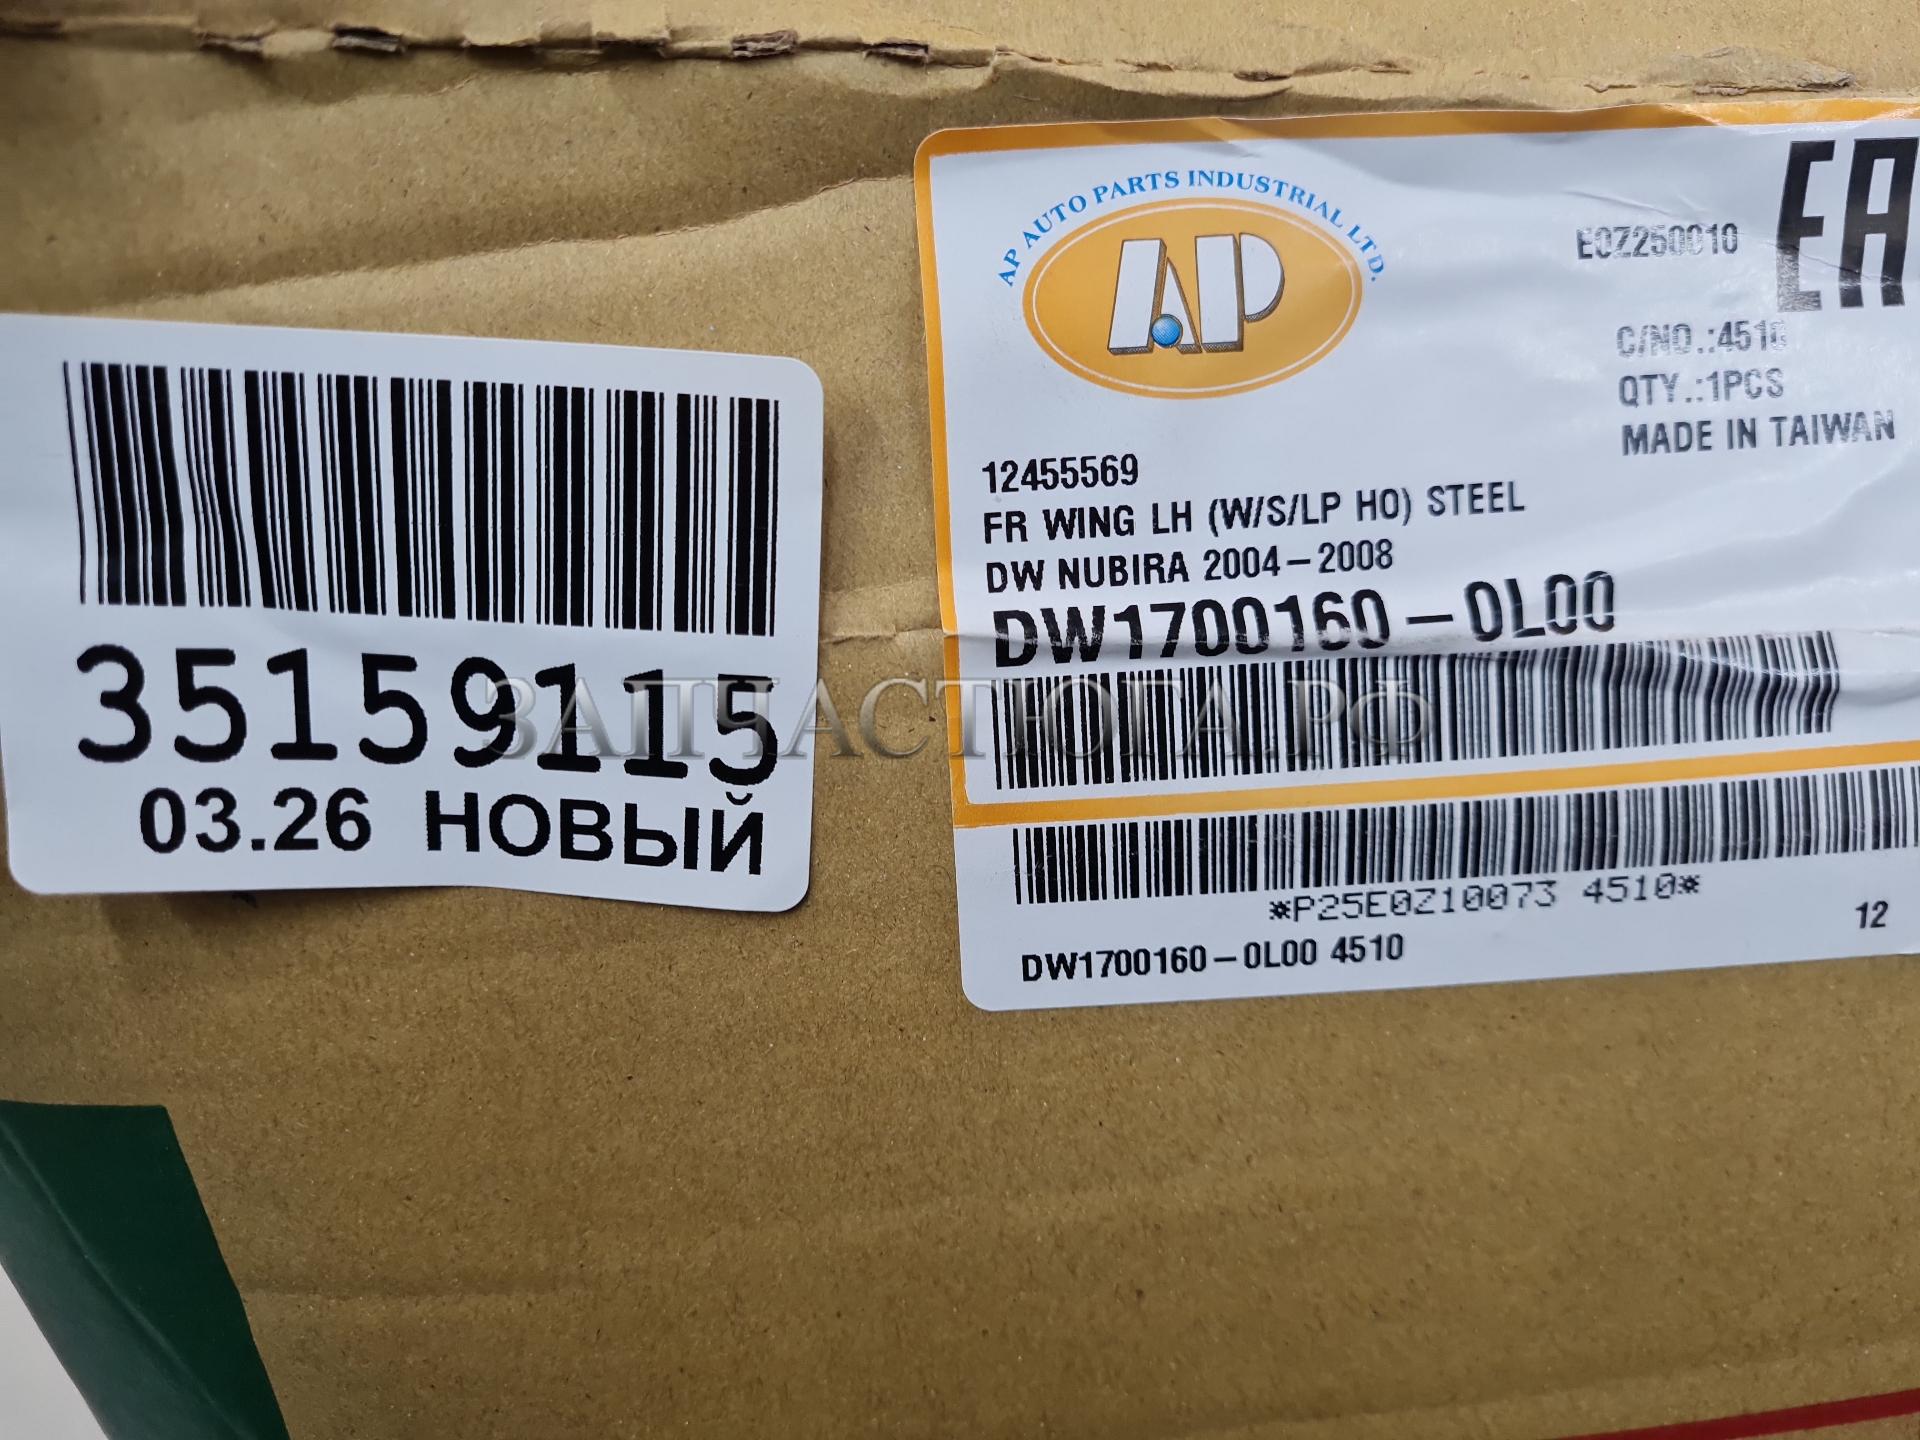 35159115
03.26 НОВЫЙ
AP AUTO PARTS INDUSTRIAL LTD.
AP
E0Z250010
EA
C/NO.:4510
QTY.:1PCS
MADE IN TAIWAN
12455569
FR WING LH (W/S/LP HO) STEEL
DW NUBIRA 2004-2008
DW1700160-0L00
*P25E0Z10073 4510*
DW1700160-0L00 4510
12
ЗАПЧАСТЮГА.РФ